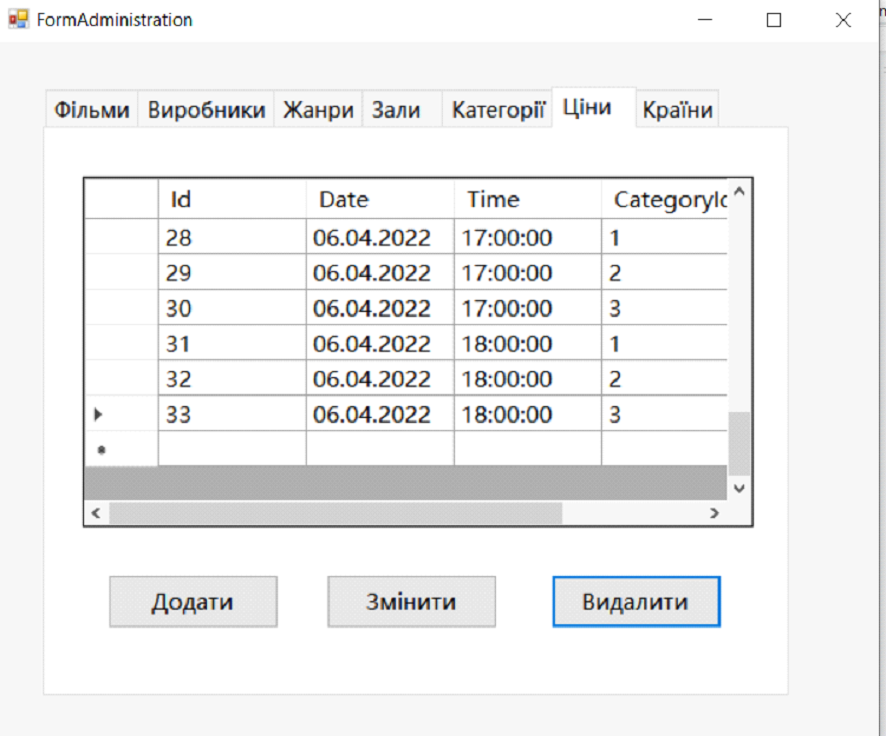 FormAdministration
Фільми Виробники Жанри Зали Категорії Ціни Країни
Id Date Time CategoryId
28 06.04.2022 17:00:00 1
29 06.04.2022 17:00:00 2
30 06.04.2022 17:00:00 3
31 06.04.2022 18:00:00 1
32 06.04.2022 18:00:00 2
33 06.04.2022 18:00:00 3
Додати Змінити Видалити